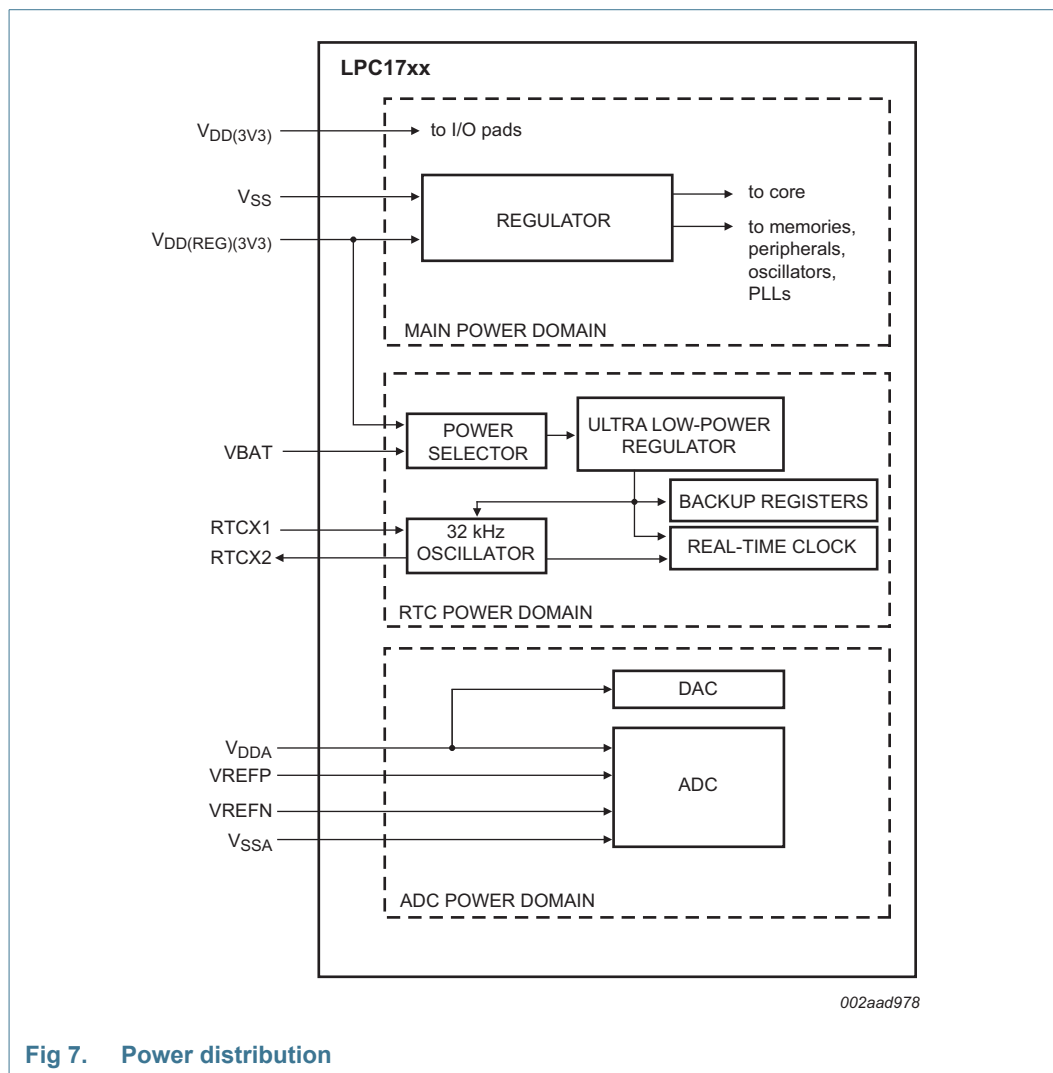 LPC17xx
VDD(3V3)
to I/O pads
VSS
VDD(REG)(3V3)
REGULATOR
to core
to memories,
peripherals,
oscillators,
PLLs
MAIN POWER DOMAIN
VBAT
POWER
SELECTOR
ULTRA LOW-POWER
REGULATOR
BACKUP REGISTERS
RTCX1
RTCX2
32 kHz
OSCILLATOR
REAL-TIME CLOCK
RTC POWER DOMAIN
DAC
VDDA
VREFP
VREFN
VSSA
ADC
ADC POWER DOMAIN
002aad978
Fig 7. Power distribution